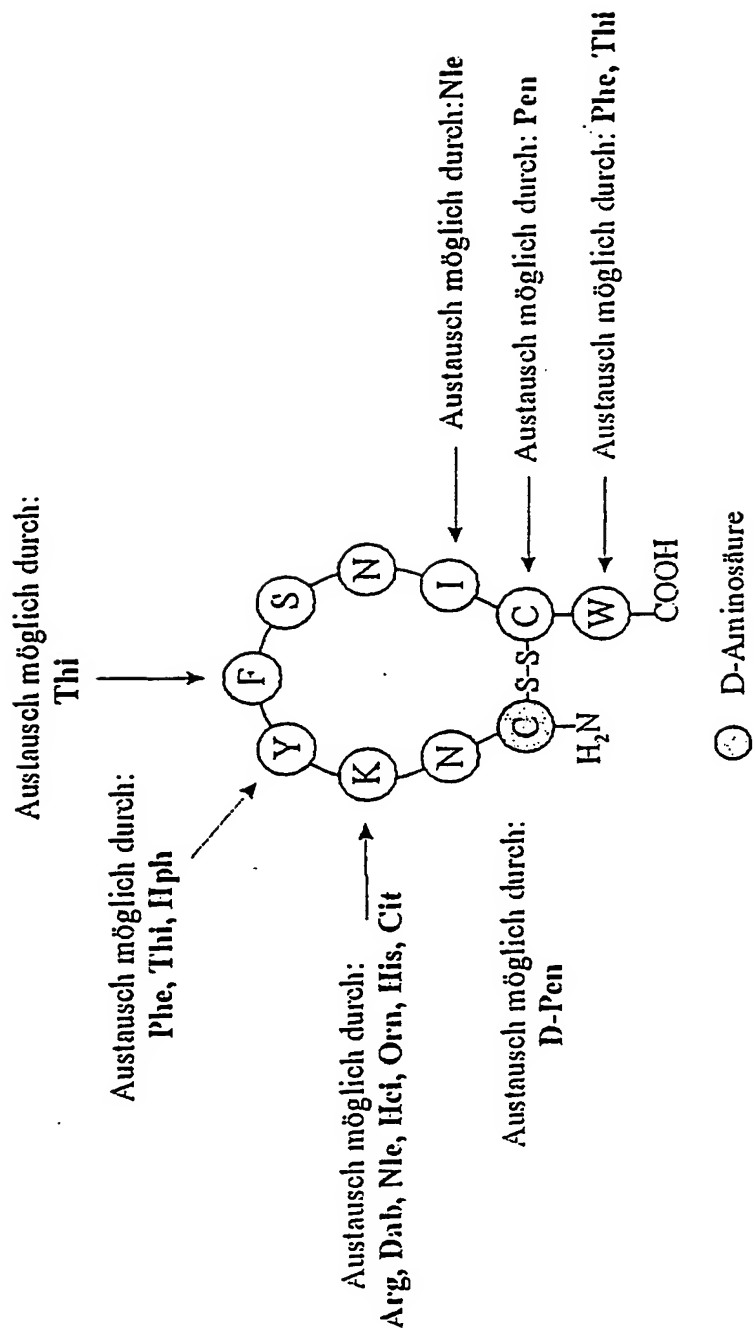 Austausch möglich durch:
Thi
Austausch möglich durch:
Phe, Thi, Hph
Austausch möglich durch:
Arg, Dab, Nle, Hci, Orn, His, Cit
Austausch möglich durch:
D-Pen
C
N
K
Y
F
S
N
I
C
W
-S-S-
H₂N
COOH
Austausch möglich durch:Nle
Austausch möglich durch: Pen
Austausch möglich durch: Phe, Thi
D-Aminosäure